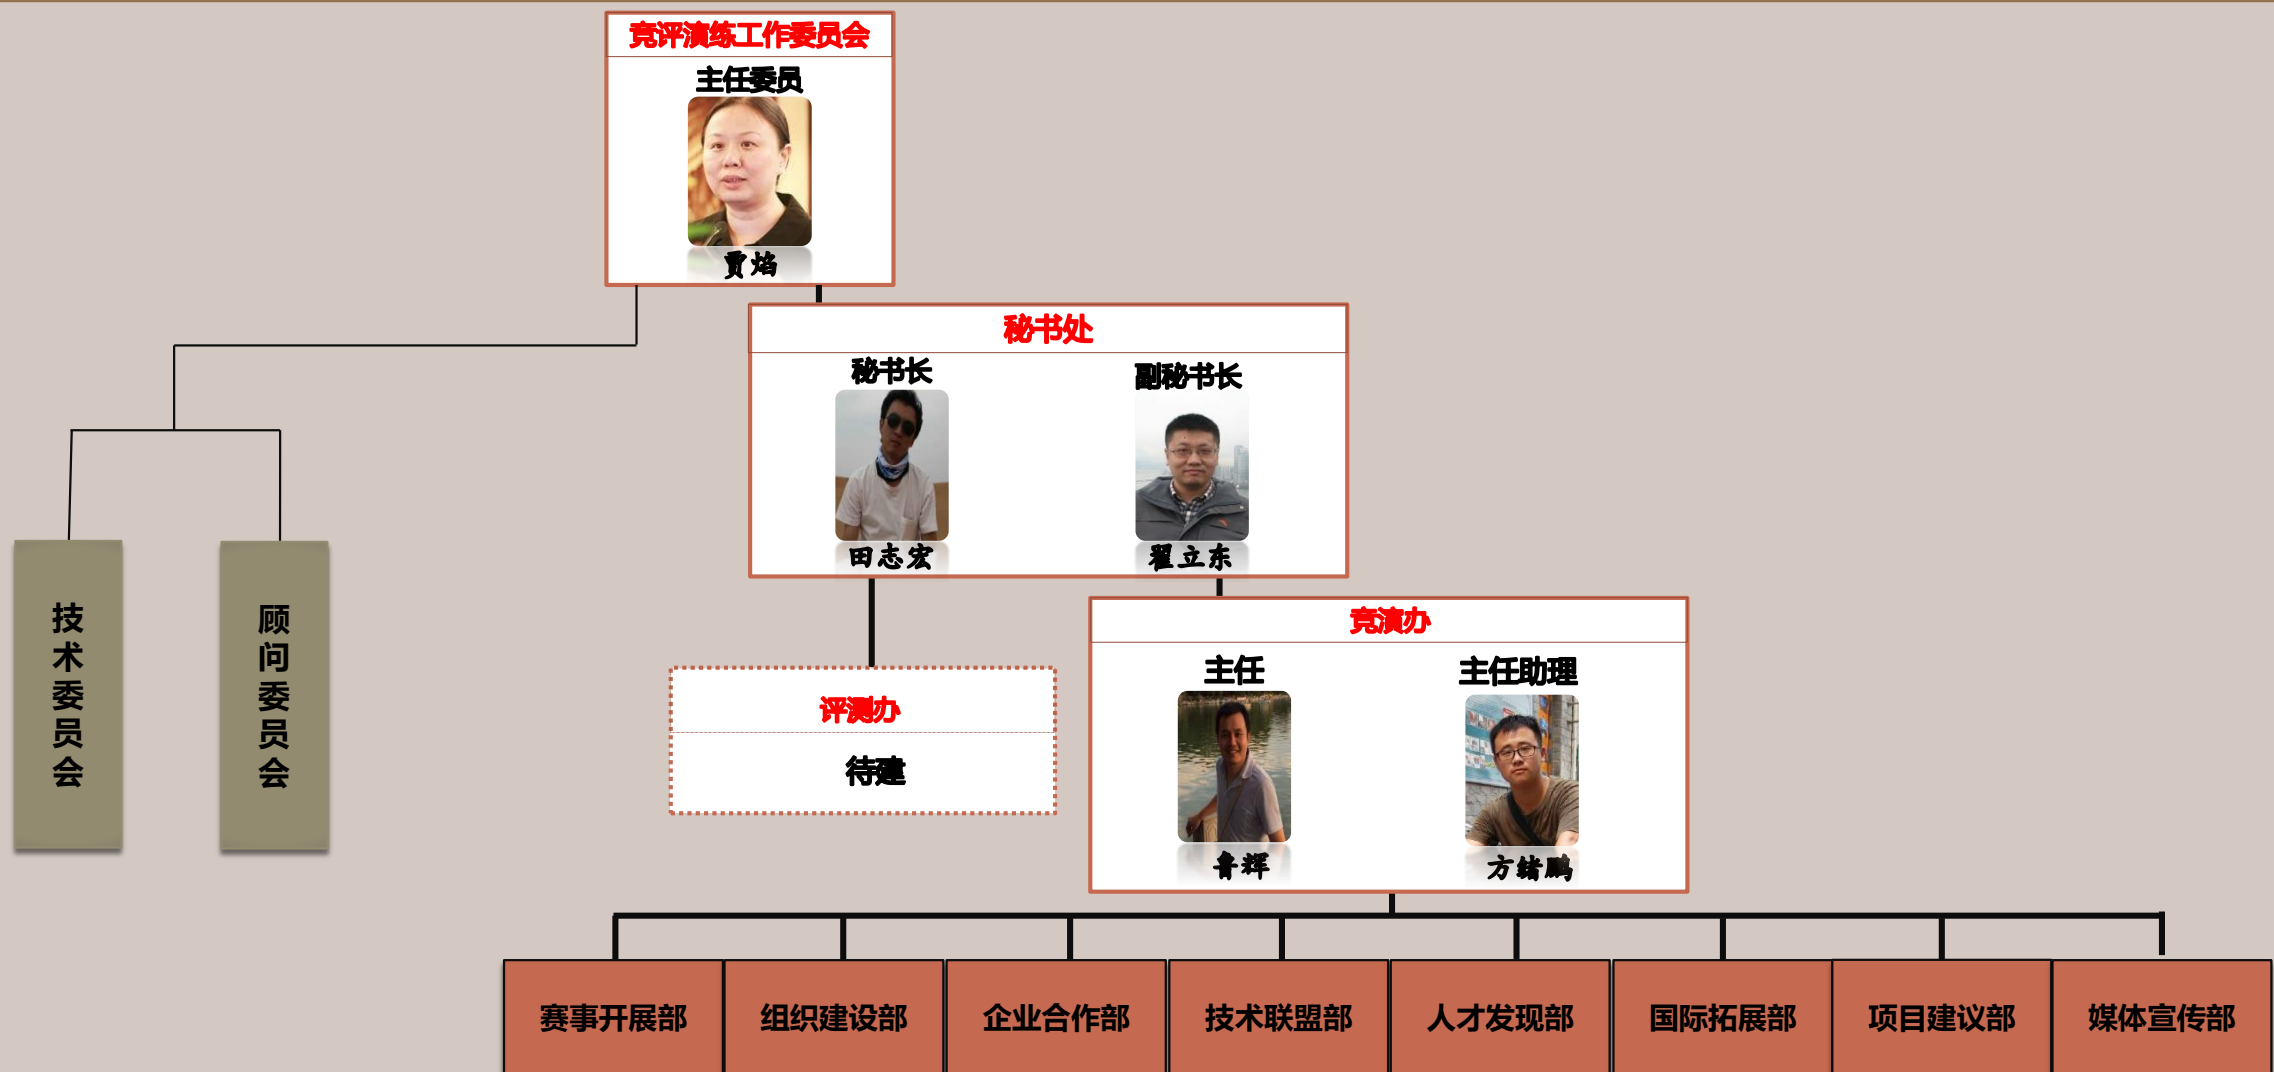 竞评演练工作委员会
主任委员
贾焰
秘书处
秘书长
副秘书长
田志宏
翟立东
技术委员会
顾问委员会
评测办
待建
竞演办
主任
主任助理
鲁辉
方绪鹏
赛事开展部
组织建设部
企业合作部
技术联盟部
人才发现部
国际拓展部
项目建议部
媒体宣传部